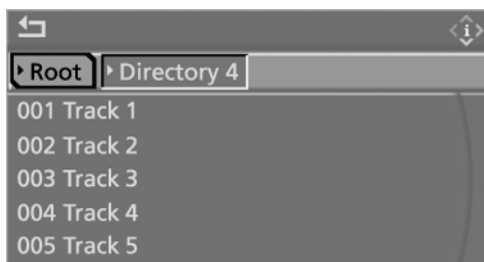 Root Directory 4
001 Track 1
002 Track 2
003 Track 3
004 Track 4
005 Track 5